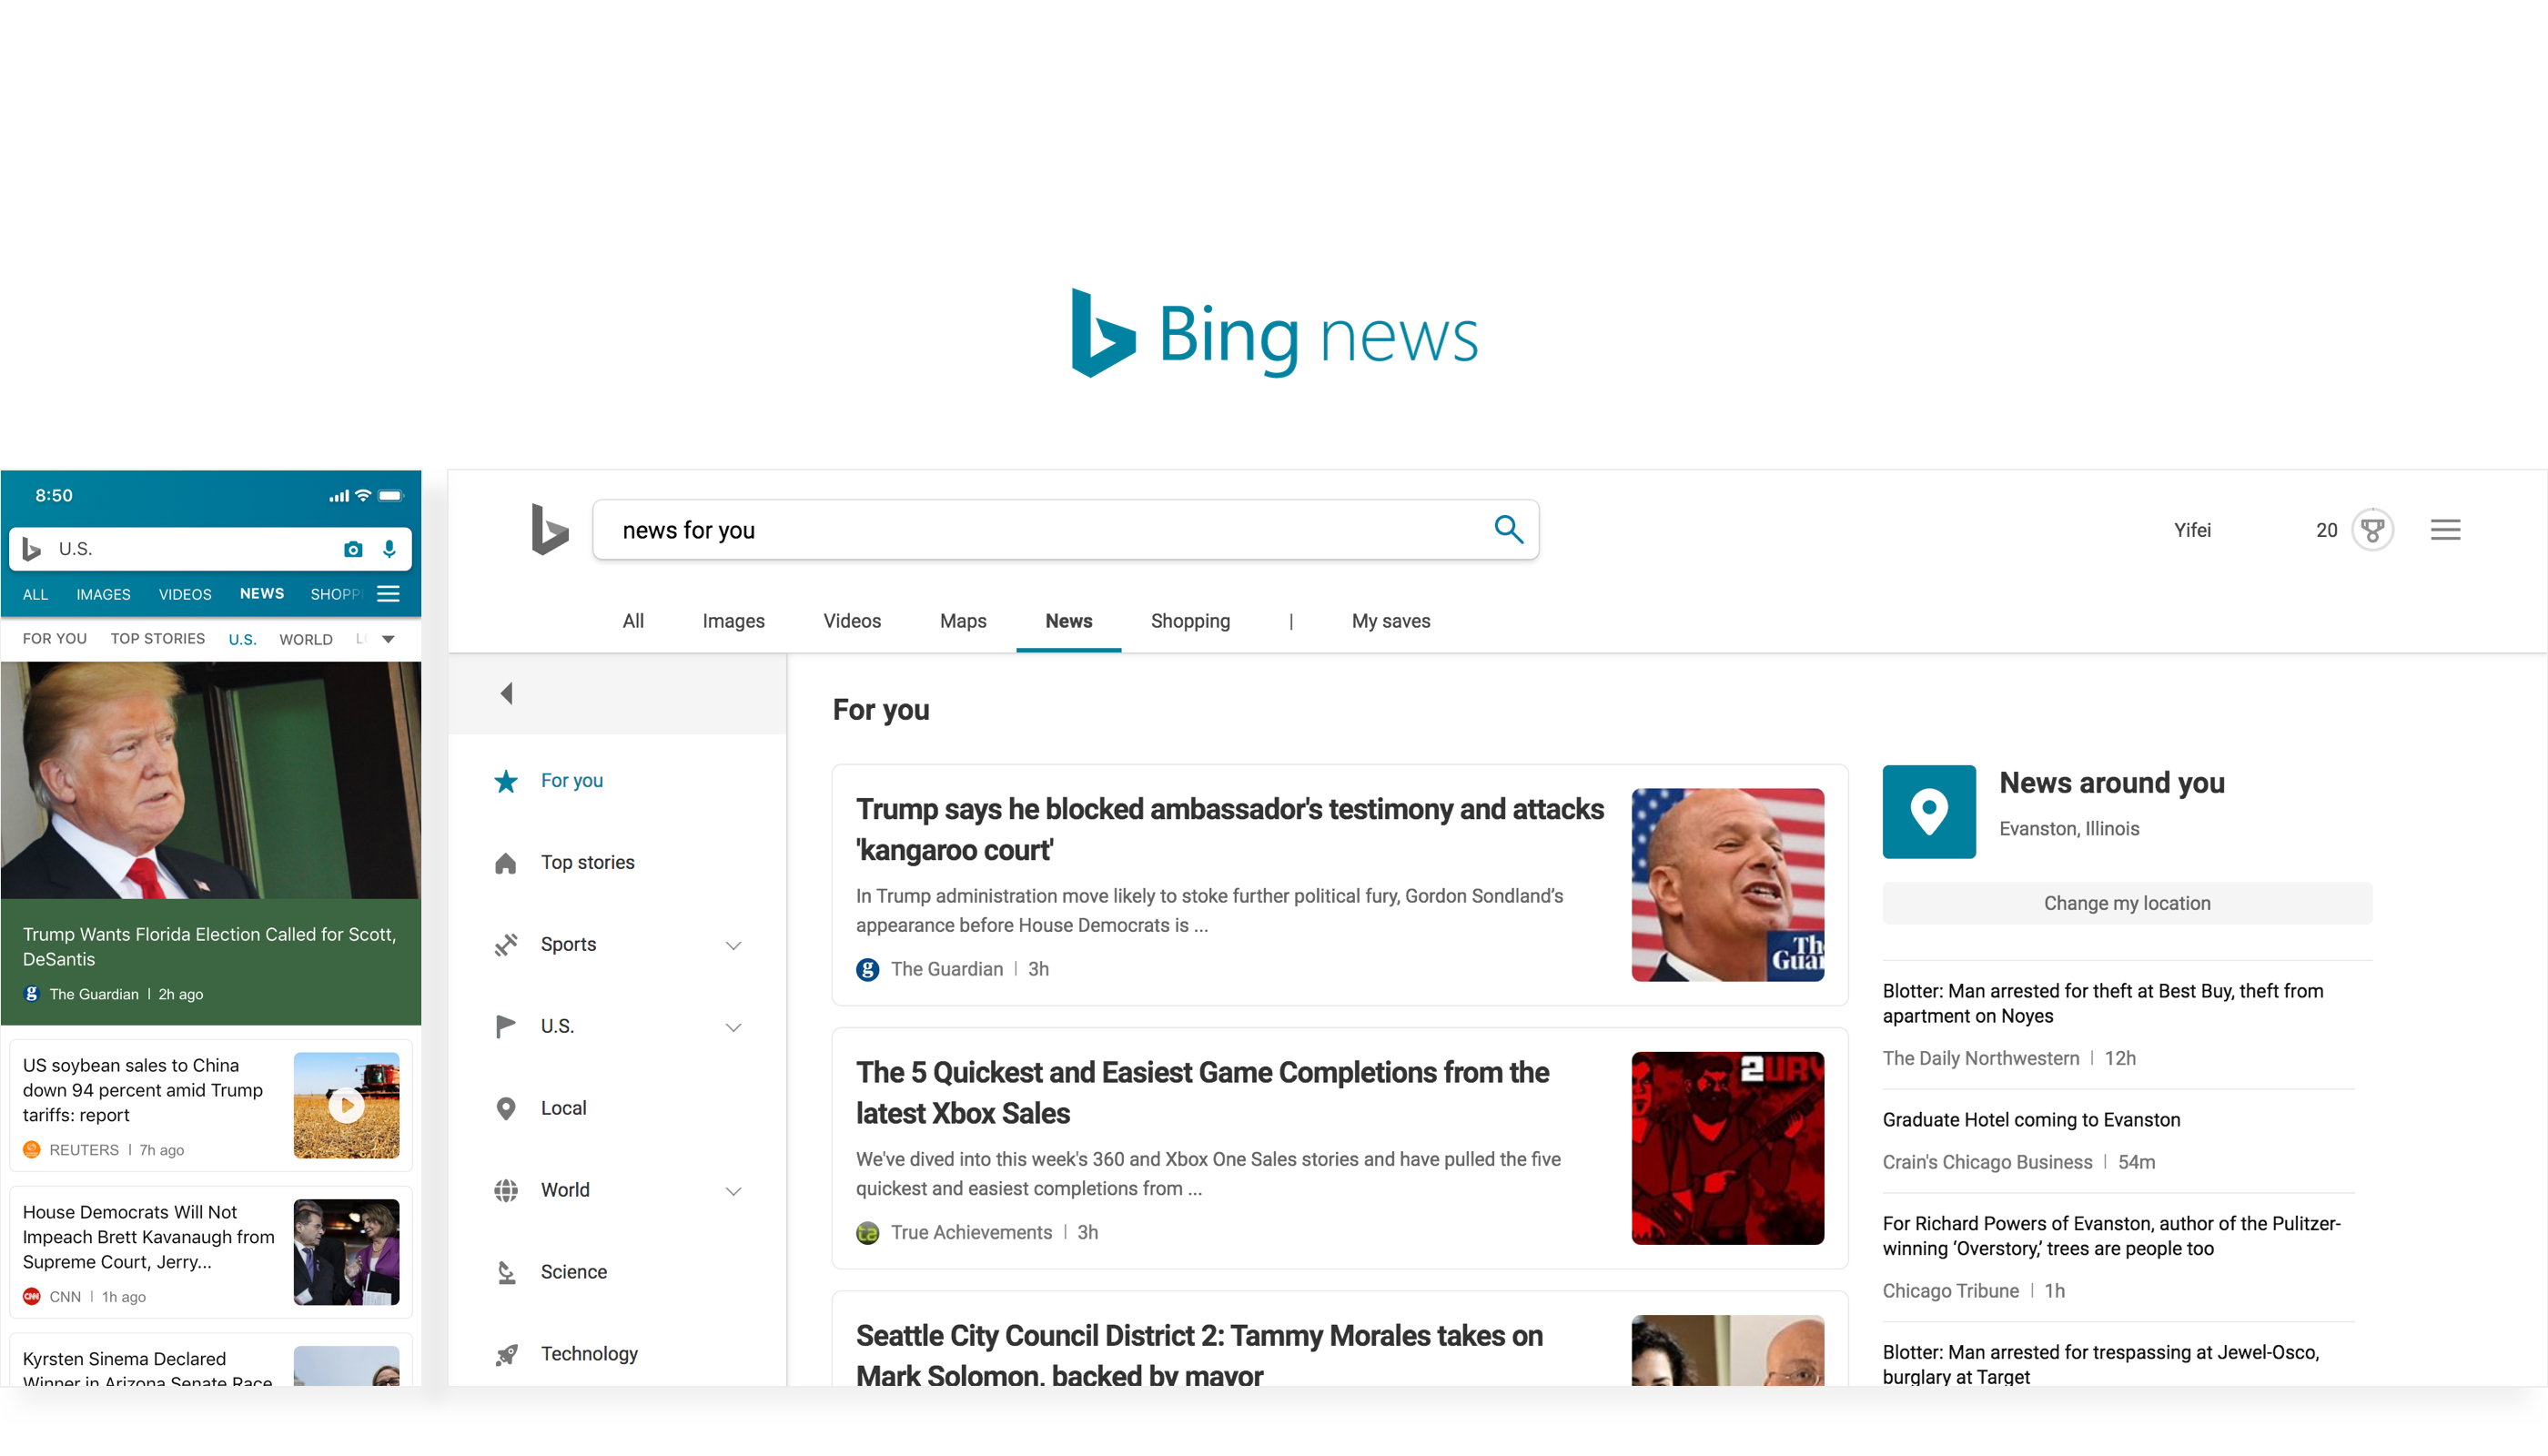 Bing news
8:50
U.S.
ALL IMAGES VIDEOS NEWS SHOPP
FOR YOU TOP STORIES U.S. WORLD
Trump Wants Florida Election Called for Scott,
DeSantis
g The Guardian | 2h ago
US soybean sales to China
down 94 percent amid Trump
tariffs: report
REUTERS | 7h ago
House Democrats Will Not
Impeach Brett Kavanaugh from
Supreme Court, Jerry...
CNN CNN | 1h ago
Kyrsten Sinema Declared
Winner in Arizona Senate Race
news for you
Yifei 20
All Images Videos Maps News Shopping | My saves
For you
Top stories
Sports
U.S.
Local
World
Science
Technology
For you
Trump says he blocked ambassador's testimony and attacks
'kangaroo court'
In Trump administration move likely to stoke further political fury, Gordon Sondland's
appearance before House Democrats is ...
g The Guardian | 3h
The
Guar
The 5 Quickest and Easiest Game Completions from the
latest Xbox Sales
We've dived into this week's 360 and Xbox One Sales stories and have pulled the five
quickest and easiest completions from ...
ta True Achievements | 3h
2URY
Seattle City Council District 2: Tammy Morales takes on
Mark Solomon, backed by mayor
News around you
Evanston, Illinois
Change my location
Blotter: Man arrested for theft at Best Buy, theft from
apartment on Noyes
The Daily Northwestern | 12h
Graduate Hotel coming to Evanston
Crain's Chicago Business | 54m
For Richard Powers of Evanston, author of the Pulitzer-
winning ‘Overstory,’ trees are people too
Chicago Tribune | 1h
Blotter: Man arrested for trespassing at Jewel-Osco,
burglary at Target